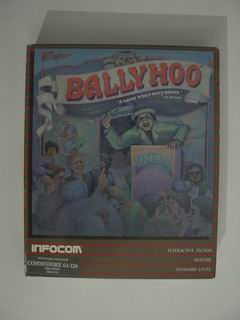 BALLYHOO
"A sucker is born every minute."
INFOCOM
INTERACTIVE FICTION
COMMODORE 64/128
MYSTERY
STANDARD LEVEL